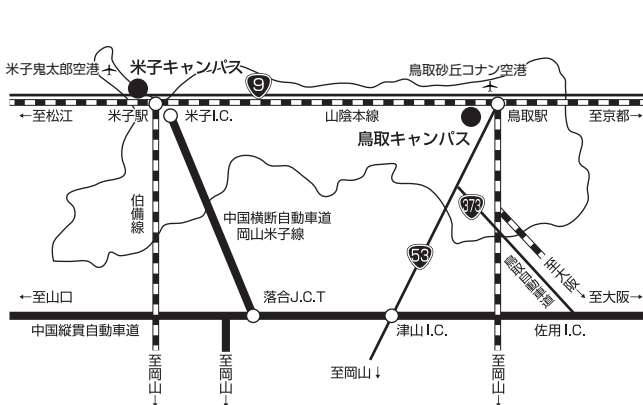 米子鬼太郎空港
米子キャンパス
9
鳥取砂丘コナン空港
←至松江
米子駅
米子I.C.
山陰本線
鳥取キャンパス
鳥取駅
至京都→
伯備線
中国横断自動車道
岡山米子線
373
53
至大阪→
鳥取自動車道
←至山口
落合J.C.T
至大阪→
中国縦貫自動車道
津山I.C.
佐用I.C.
至岡山↓
至岡山↓
至岡山↓
至岡山↓